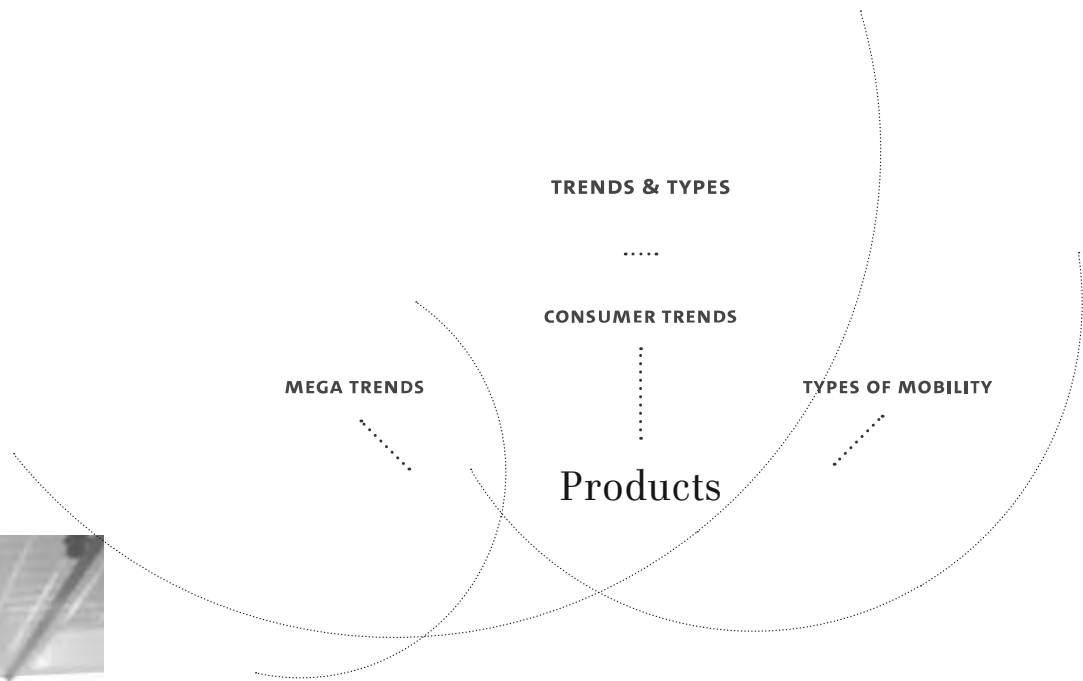 TRENDS & TYPES
CONSUMER TRENDS
MEGA TRENDS
TYPES OF MOBILITY
Products